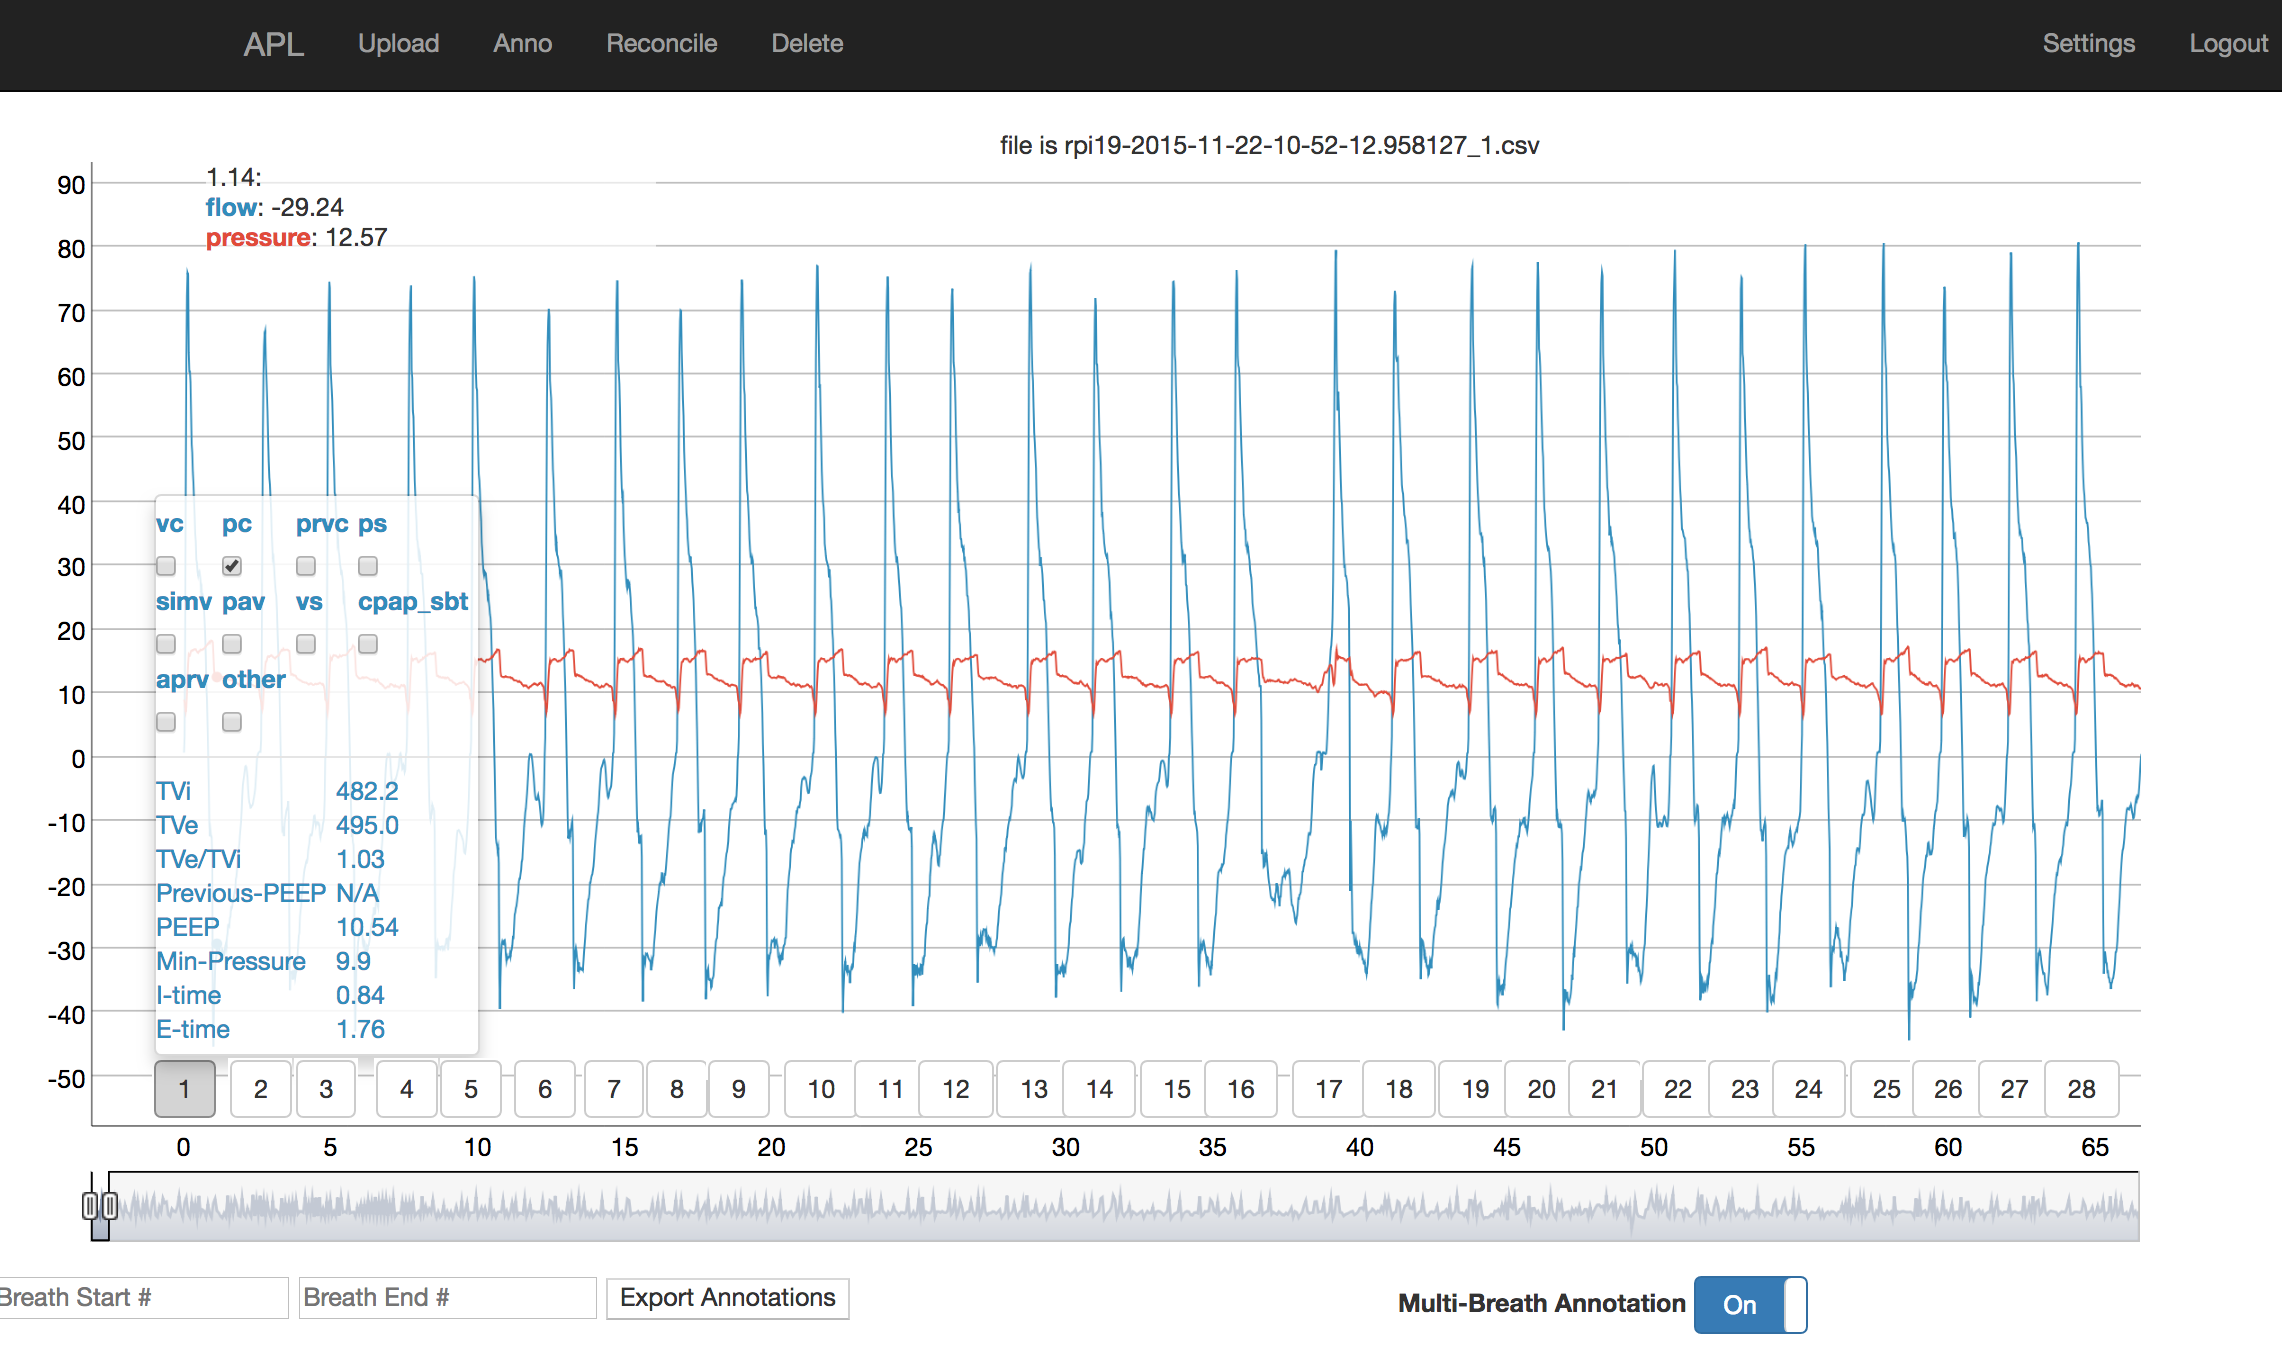 APL Upload Anno Reconcile Delete Settings Logout
file is rpi19-2015-11-22-10-52-12.958127_1.csv
1.14:
flow: -29.24
pressure: 12.57
90
80
70
60
50
40
30
20
10
0
-10
-20
-30
-40
-50
vc pc prvc ps
simv pav vs cpap_sbt
aprv other
TVi 482.2
TVe 495.0
TVe/TVi 1.03
Previous-PEEP N/A
PEEP 10.54
Min-Pressure 9.9
I-time 0.84
E-time 1.76
1 2 3 4 5 6 7 8 9 10 11 12 13 14 15 16 17 18 19 20 21 22 23 24 25 26 27 28
0 5 10 15 20 25 30 35 40 45 50 55 60 65
Breath Start # Breath End # Export Annotations Multi-Breath Annotation On